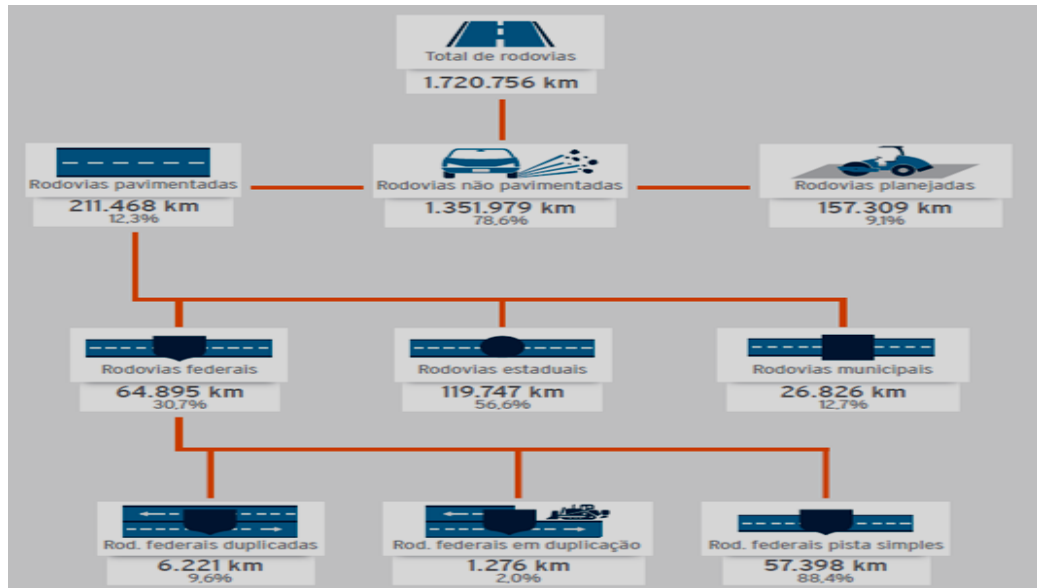 Total de rodovias
1.720.756 km
Rodovias pavimentadas
211.468 km
12,3%
Rodovias não pavimentadas
1.351.979 km
78,6%
Rodovias planejadas
157.309 km
9,1%
Rodovias federais
64.895 km
30,7%
Rodovias estaduais
119.747 km
56,6%
Rodovias municipais
26.826 km
12,7%
Rod. federais duplicadas
6.221 km
9,6%
Rod. federais em duplicação
1.276 km
2,0%
Rod. federais pista simples
57.398 km
88,4%